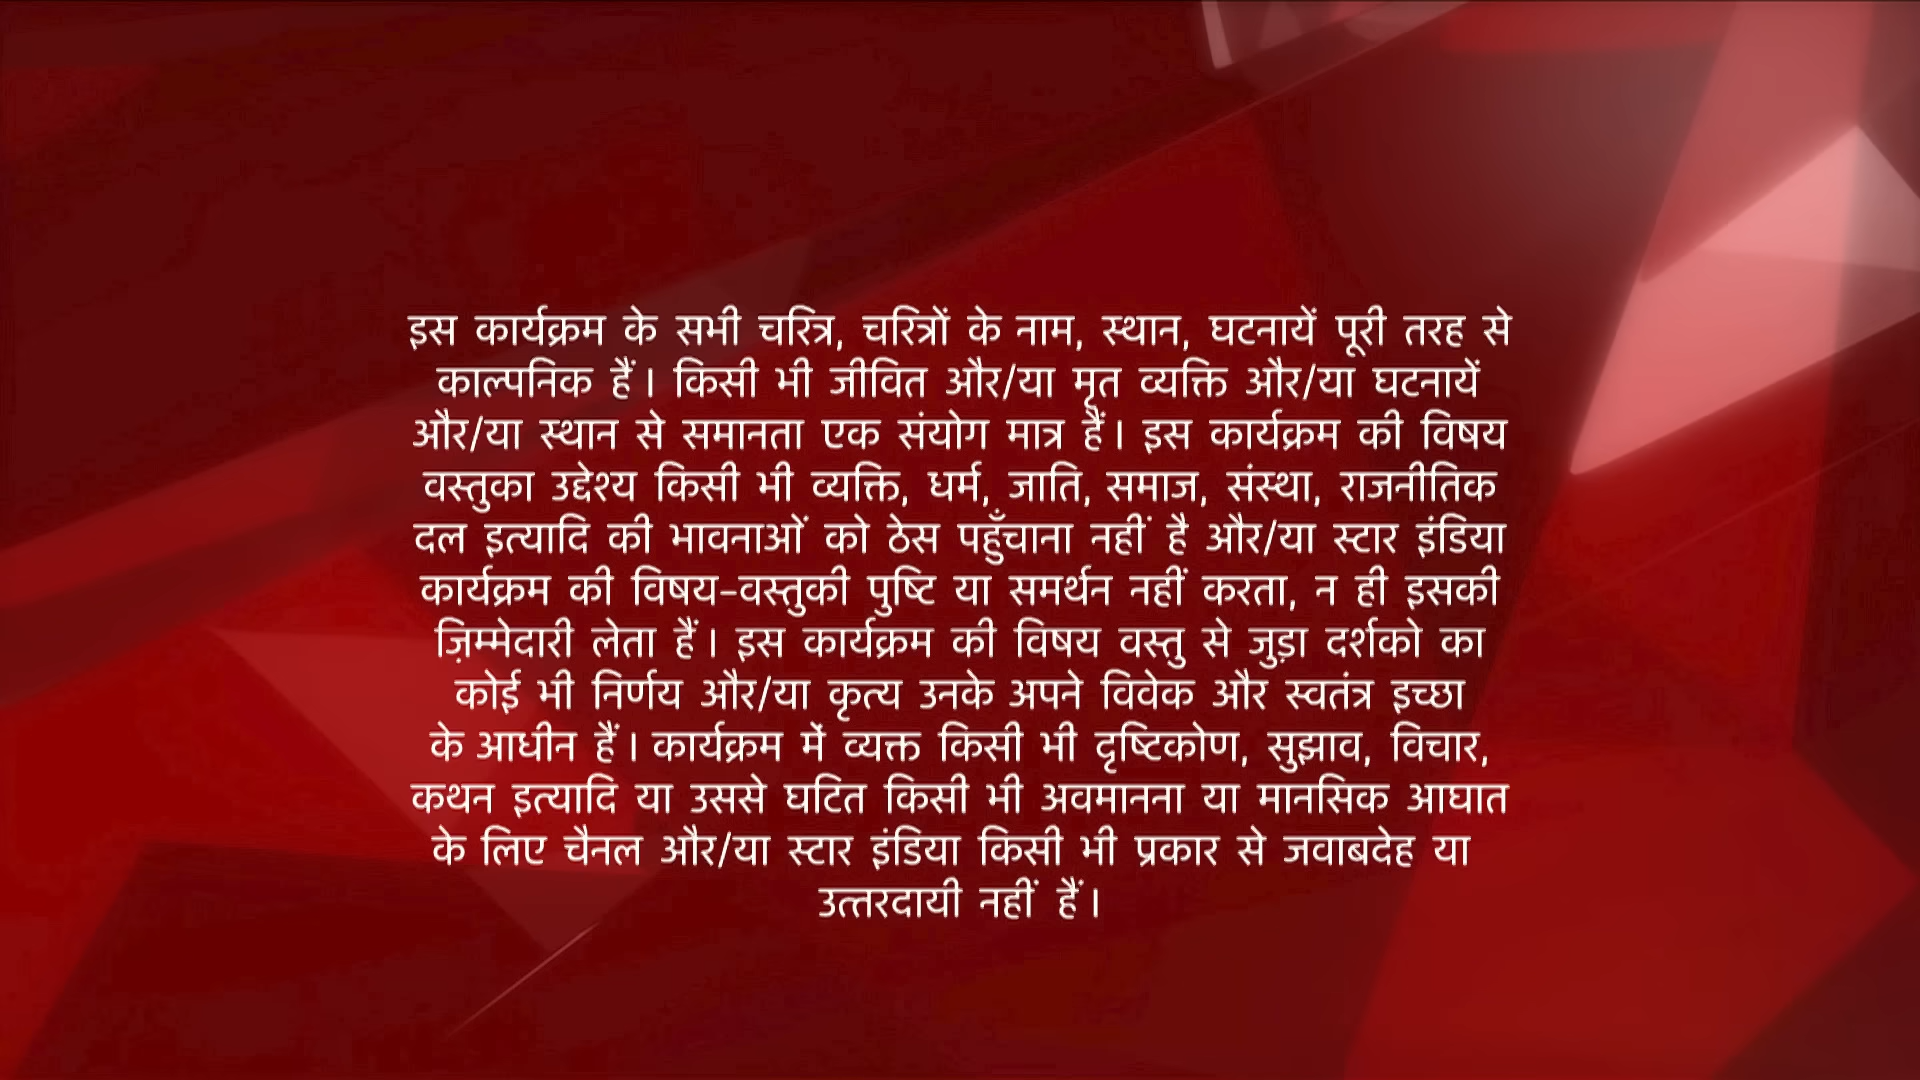 इस कार्यक्रम के सभी चरित्र, चरित्रों के नाम, स्थान, घटनायें पूरी तरह से
काल्पनिक हैं। किसी भी जीवित और/या मृत व्यक्ति और/या घटनायें
और/या स्थान से समानता एक संयोग मात्र हैं। इस कार्यक्रम की विषय
वस्तुका उद्देश्य किसी भी व्यक्ति, धर्म, जाति, समाज, संस्था, राजनीतिक
दल इत्यादि की भावनाओं को ठेस पहुँचाना नहीं है और/या स्टार इंडिया
कार्यक्रम की विषय-वस्तुकी पुष्टि या समर्थन नहीं करता, न ही इसकी
ज़िम्मेदारी लेता हैं। इस कार्यक्रम की विषय वस्तु से जुड़ा दर्शको का
कोई भी निर्णय और/या कृत्य उनके अपने विवेक और स्वतंत्र इच्छा
के आधीन हैं। कार्यक्रम में व्यक्त किसी भी दृष्टिकोण, सुझाव, विचार,
कथन इत्यादि या उससे घटित किसी भी अवमानना या मानसिक आघात
के लिए चैनल और/या स्टार इंडिया किसी भी प्रकार से जवाबदेह या
उत्तरदायी नहीं हैं।